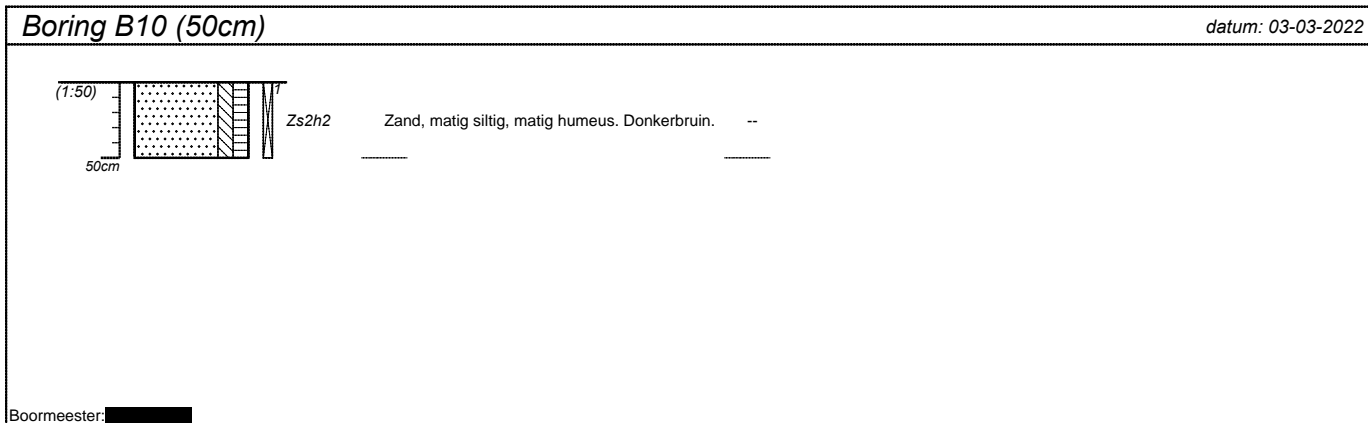 Boring B10 (50cm)
datum: 03-03-2022
(1:50)
1
Zs2h2 Zand, matig siltig, matig humeus. Donkerbruin. --
50cm
Boormeester: